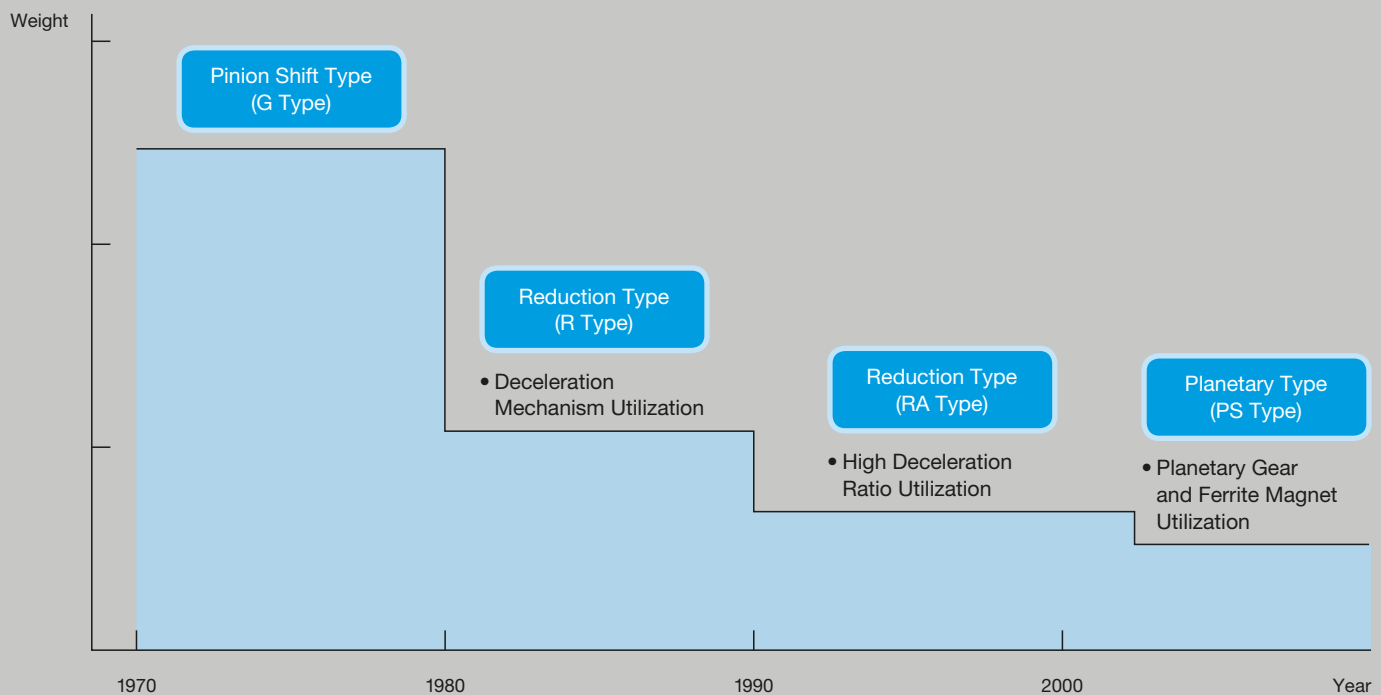 Weight
Pinion Shift Type
(G Type)
Reduction Type
(R Type)
• Deceleration
Mechanism Utilization
Reduction Type
(RA Type)
• High Deceleration
Ratio Utilization
Planetary Type
(PS Type)
• Planetary Gear
and Ferrite Magnet
Utilization
1970
1980
1990
2000
Year